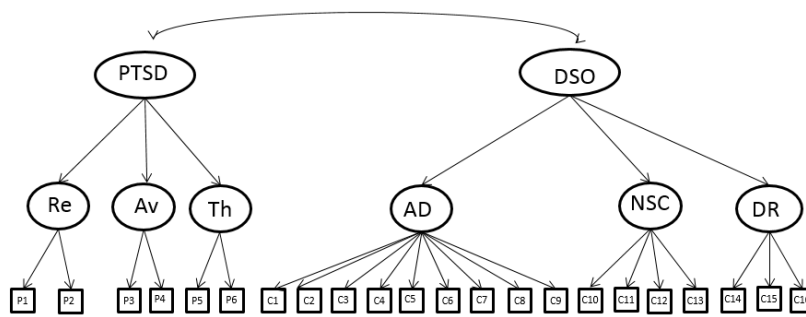 PTSD DSO
Re Av Th AD NSC DR
P1 P2 P3 P4 P5 P6 C1 C2 C3 C4 C5 C6 C7 C8 C9 C10 C11 C12 C13 C14 C15